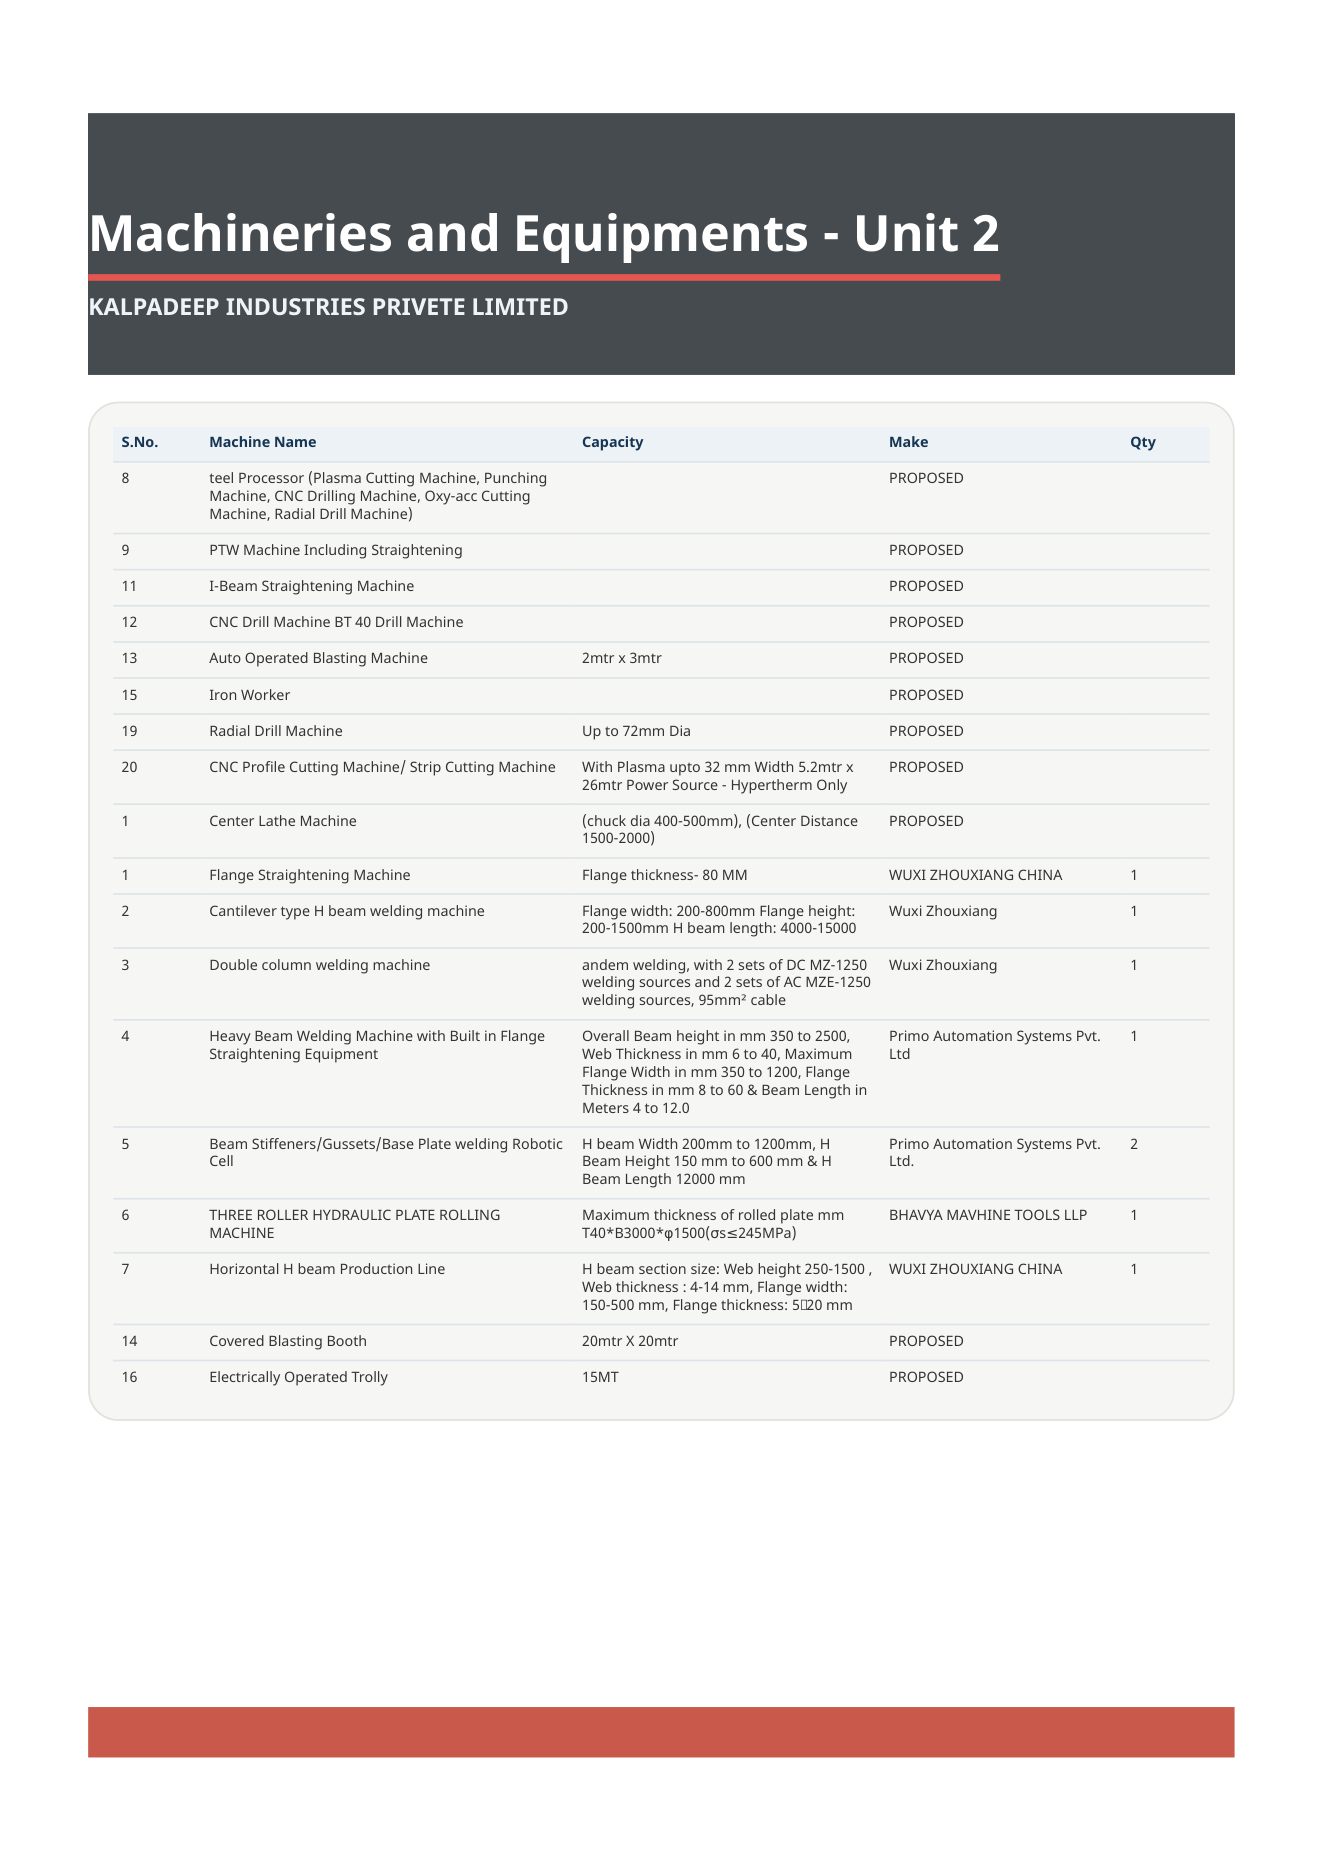 Machineries and Equipments - Unit 2
KALPADEEP INDUSTRIES PRIVETE LIMITED
S.No. Machine Name Capacity Make Qty
8 teel Processor (Plasma Cutting Machine, Punching PROPOSED
Machine, CNC Drilling Machine, Oxy-acc Cutting
Machine, Radial Drill Machine)
9 PTW Machine Including Straightening PROPOSED
11 I-Beam Straightening Machine PROPOSED
12 CNC Drill Machine BT 40 Drill Machine PROPOSED
13 Auto Operated Blasting Machine 2mtr x 3mtr PROPOSED
15 Iron Worker PROPOSED
19 Radial Drill Machine Up to 72mm Dia PROPOSED
20 CNC Profile Cutting Machine/ Strip Cutting Machine With Plasma upto 32 mm Width 5.2mtr x PROPOSED
26mtr Power Source - Hypertherm Only
1 Center Lathe Machine (chuck dia 400-500mm), (Center Distance PROPOSED
1500-2000)
1 Flange Straightening Machine Flange thickness- 80 MM WUXI ZHOUXIANG CHINA 1
2 Cantilever type H beam welding machine Flange width: 200-800mm Flange height: Wuxi Zhouxiang 1
200-1500mm H beam length: 4000-15000
3 Double column welding machine andem welding, with 2 sets of DC MZ-1250 Wuxi Zhouxiang 1
welding sources and 2 sets of AC MZE-1250
welding sources, 95mm² cable
4 Heavy Beam Welding Machine with Built in Flange Overall Beam height in mm 350 to 2500, Primo Automation Systems Pvt. 1
Straightening Equipment Web Thickness in mm 6 to 40, Maximum Ltd
Flange Width in mm 350 to 1200, Flange
Thickness in mm 8 to 60 & Beam Length in
Meters 4 to 12.0
5 Beam Stiffeners/Gussets/Base Plate welding Robotic H beam Width 200mm to 1200mm, H Primo Automation Systems Pvt. 2
Cell Beam Height 150 mm to 600 mm & H Ltd.
Beam Length 12000 mm
6 THREE ROLLER HYDRAULIC PLATE ROLLING Maximum thickness of rolled plate mm BHAVYA MAVHINE TOOLS LLP 1
MACHINE T40*B3000*φ1500(σs≤245MPa)
7 Horizontal H beam Production Line H beam section size: Web height 250-1500 , WUXI ZHOUXIANG CHINA 1
Web thickness : 4-14 mm, Flange width:
150-500 mm, Flange thickness: 5▯20 mm
14 Covered Blasting Booth 20mtr X 20mtr PROPOSED
16 Electrically Operated Trolly 15MT PROPOSED